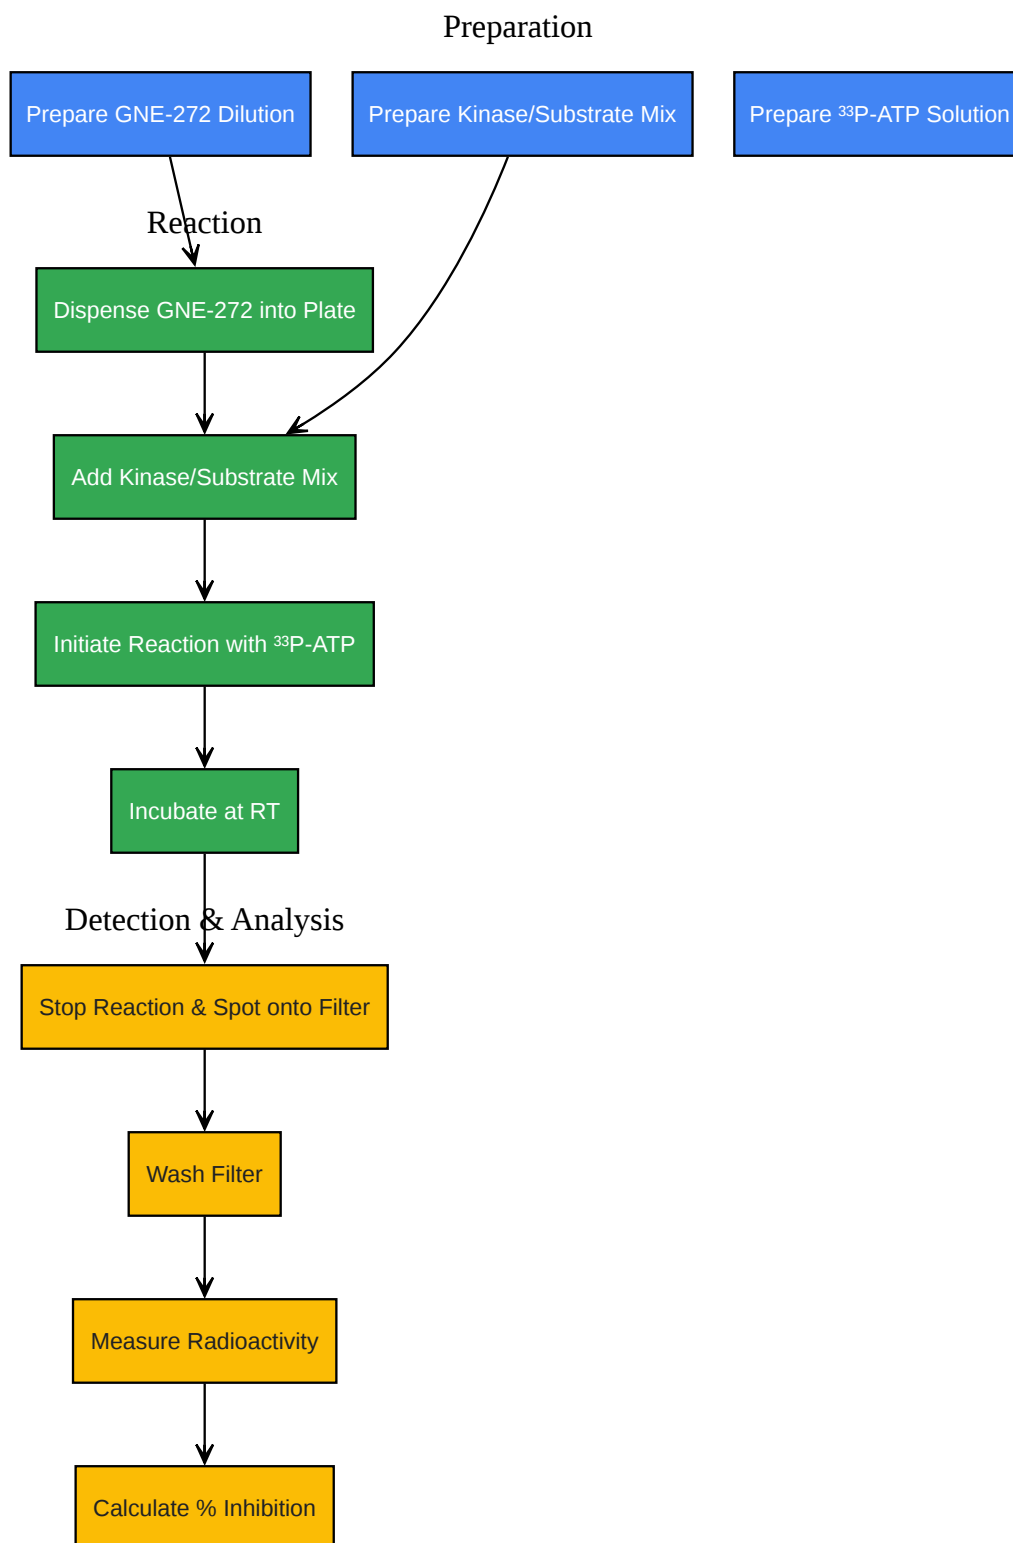 Preparation
Prepare GNE-272 Dilution
Prepare Kinase/Substrate Mix
Prepare ³³P-ATP Solution
Reaction
Dispense GNE-272 into Plate
Add Kinase/Substrate Mix
Initiate Reaction with ³³P-ATP
Incubate at RT
Detection & Analysis
Stop Reaction & Spot onto Filter
Wash Filter
Measure Radioactivity
Calculate % Inhibition